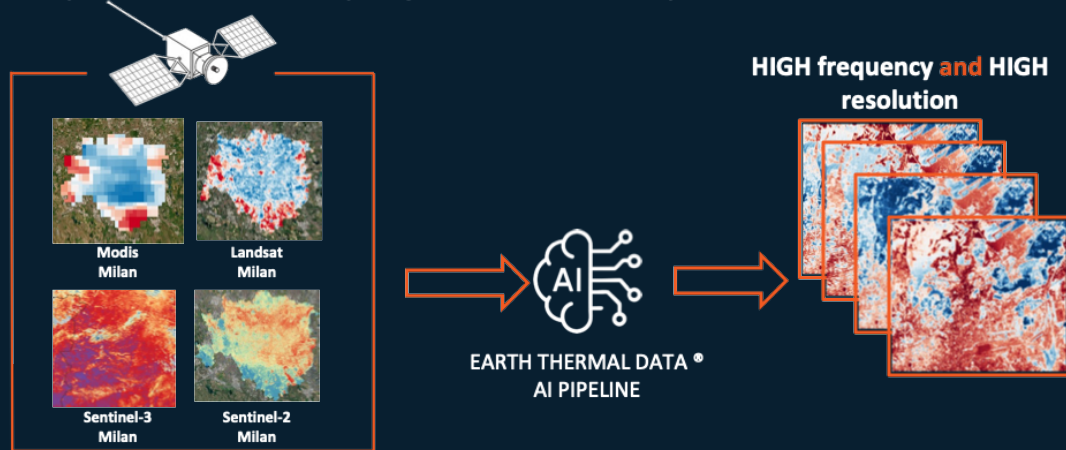 HIGH frequency and HIGH
resolution
Modis
Milan
Landsat
Milan
Sentinel-3
Milan
Sentinel-2
Milan
AI
EARTH THERMAL DATA ®
AI PIPELINE